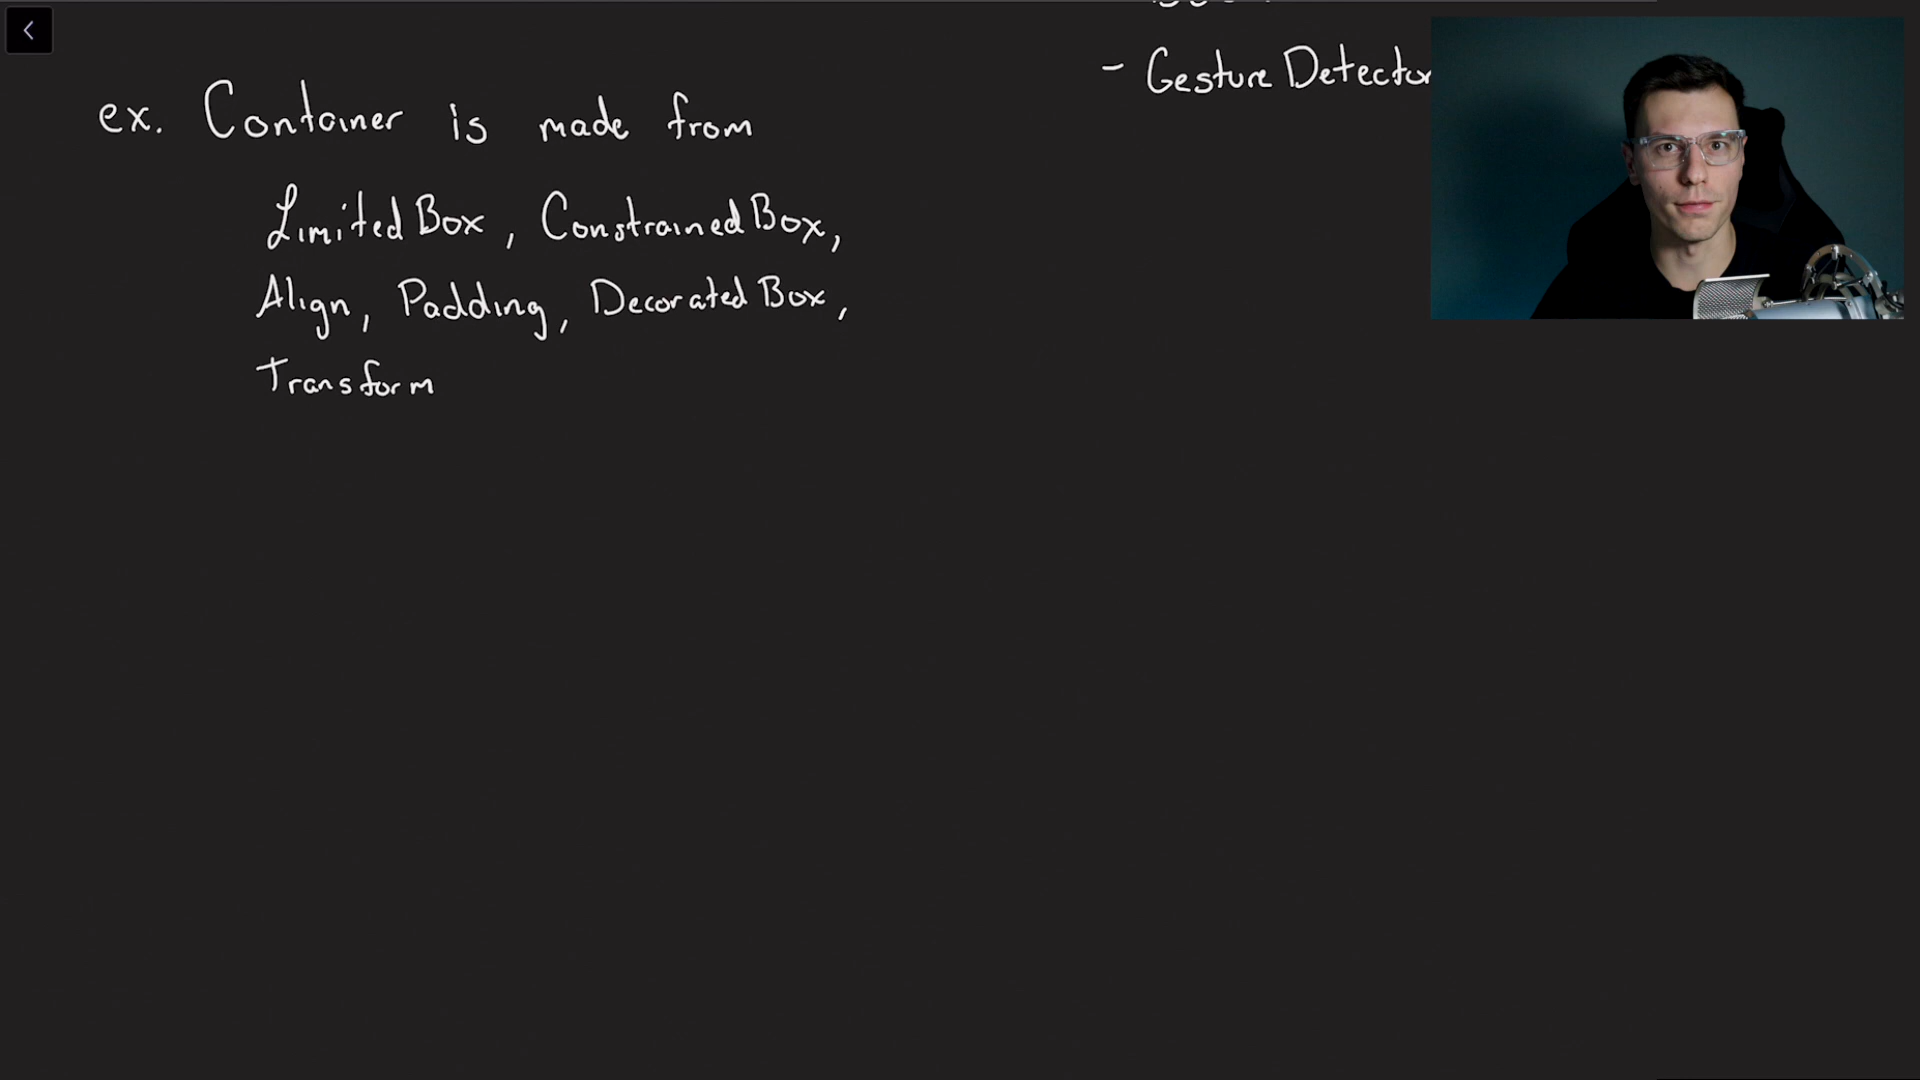 ex. Container is made from
LimitedBox, ConstrainedBox,
Align, Padding, DecoratedBox,
Transform
- Gesture Detector